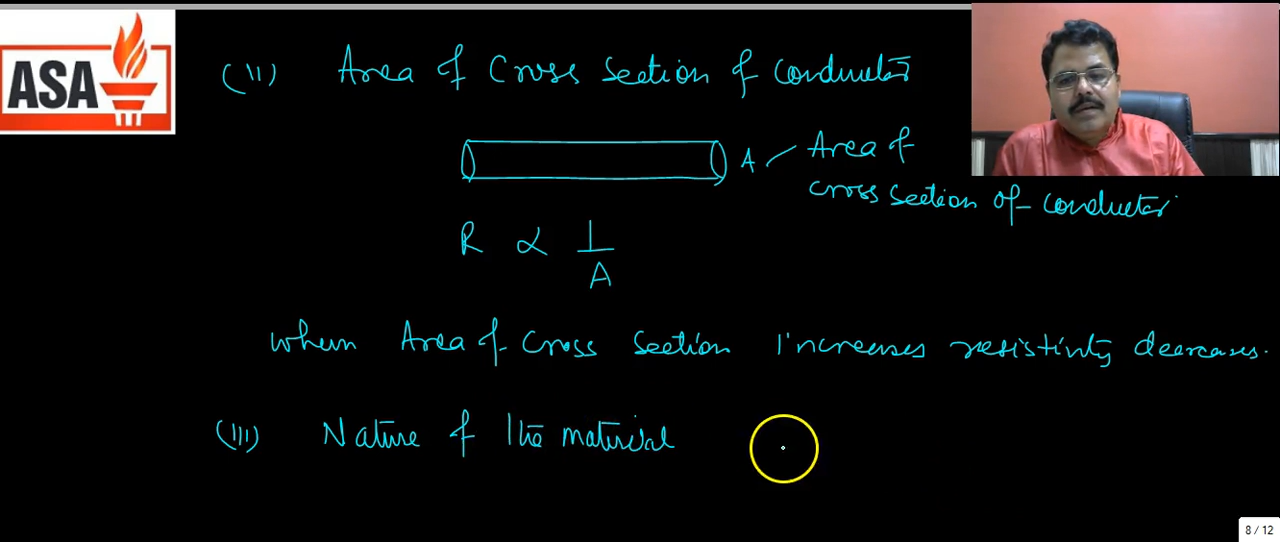 ASA
(II) Area of Cross Section of Conductor
A Area of
cross section of conductor.
R ∝ 1
A
when Area of Cross Section increases resistivity decreases.
(III) Nature of the material
8 / 12